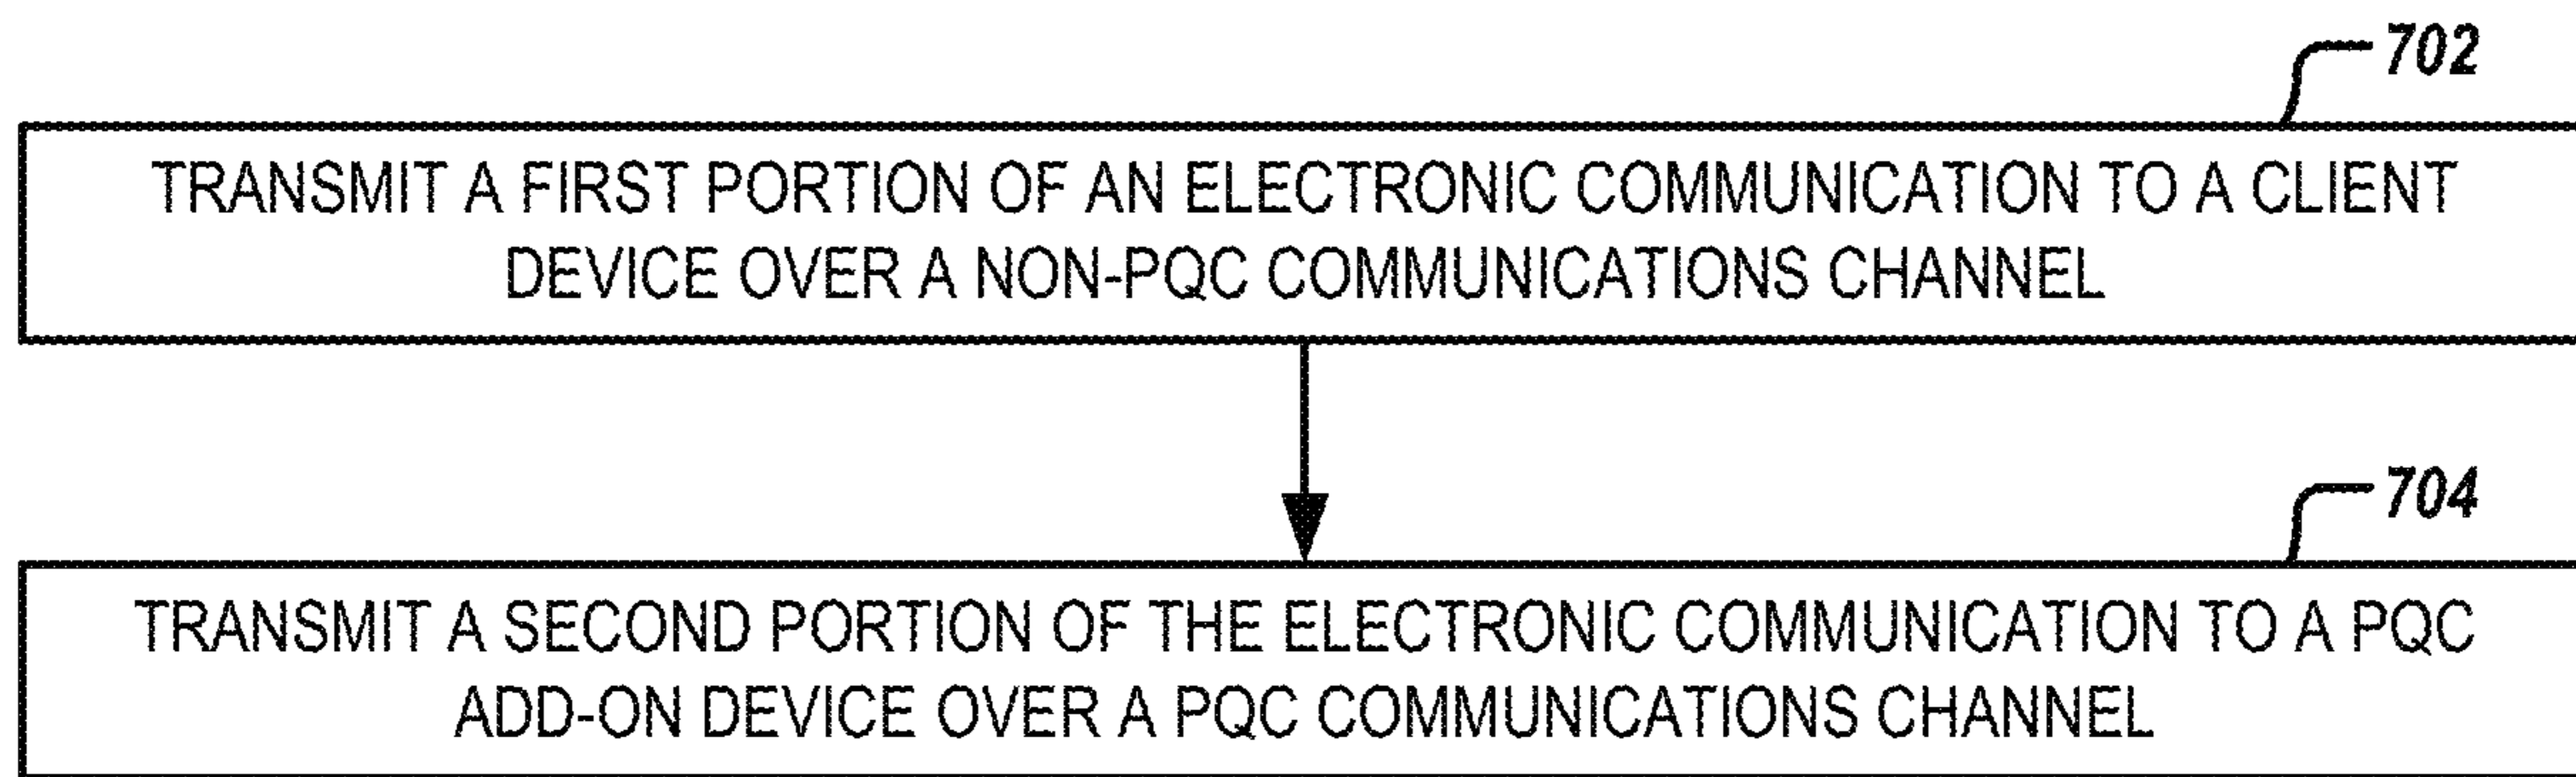 702
TRANSMIT A FIRST PORTION OF AN ELECTRONIC COMMUNICATION TO A CLIENT
DEVICE OVER A NON-PQC COMMUNICATIONS CHANNEL
704
TRANSMIT A SECOND PORTION OF THE ELECTRONIC COMMUNICATION TO A PQC
ADD-ON DEVICE OVER A PQC COMMUNICATIONS CHANNEL